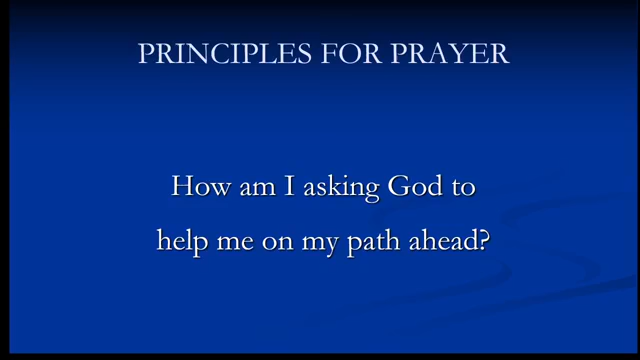 PRINCIPLES FOR PRAYER
How am I asking God to
help me on my path ahead?